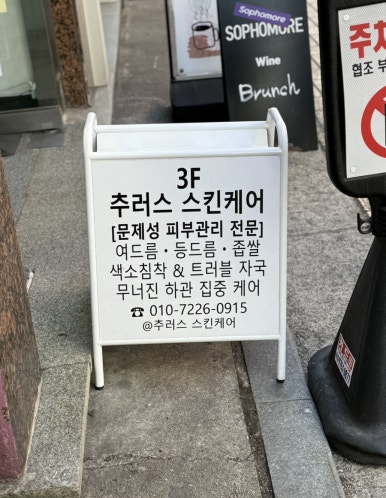 Sophomore
SOPHOMORE
Wine
Brunch
주차
협조 부
3F
추러스 스킨케어
[문제성 피부관리 전문]
여드름 · 등드름 · 좁쌀
색소침착 & 트러블 자국
무너진 하관 집중 케어
☎ 010-7226-0915
@추러스 스킨케어